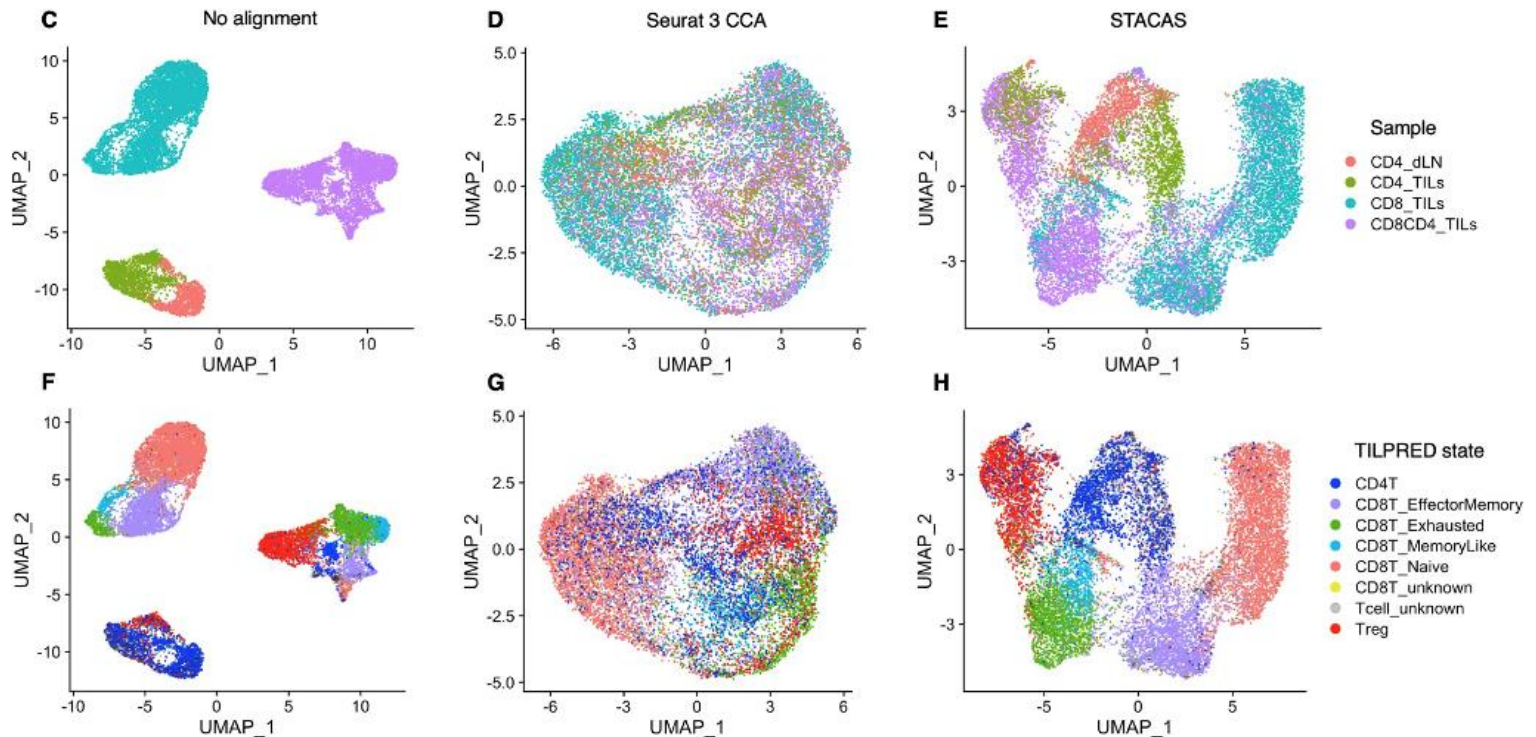 C
No alignment
10
5
0
-5
-10
UMAP_2
-10
-5
0
5
10
UMAP_1
D
Seurat 3 CCA
5.0
2.5
0.0
-2.5
-5.0
UMAP_2
-6
-3
0
3
6
UMAP_1
E
STACAS
3
-3
UMAP_2
-5
0
5
UMAP_1
Sample
CD4_dLN
CD4_TILs
CD8_TILs
CD8CD4_TILs
F
10
5
0
-5
-10
UMAP_2
-10
-5
0
5
10
UMAP_1
G
5.0
2.5
0.0
-2.5
-5.0
UMAP_2
-6
-3
0
3
6
UMAP_1
H
3
-3
UMAP_2
-5
0
5
UMAP_1
TILPRED state
CD4T
CD8T_EffectorMemory
CD8T_Exhausted
CD8T_MemoryLike
CD8T_Naive
CD8T_unknown
Tcell_unknown
Treg